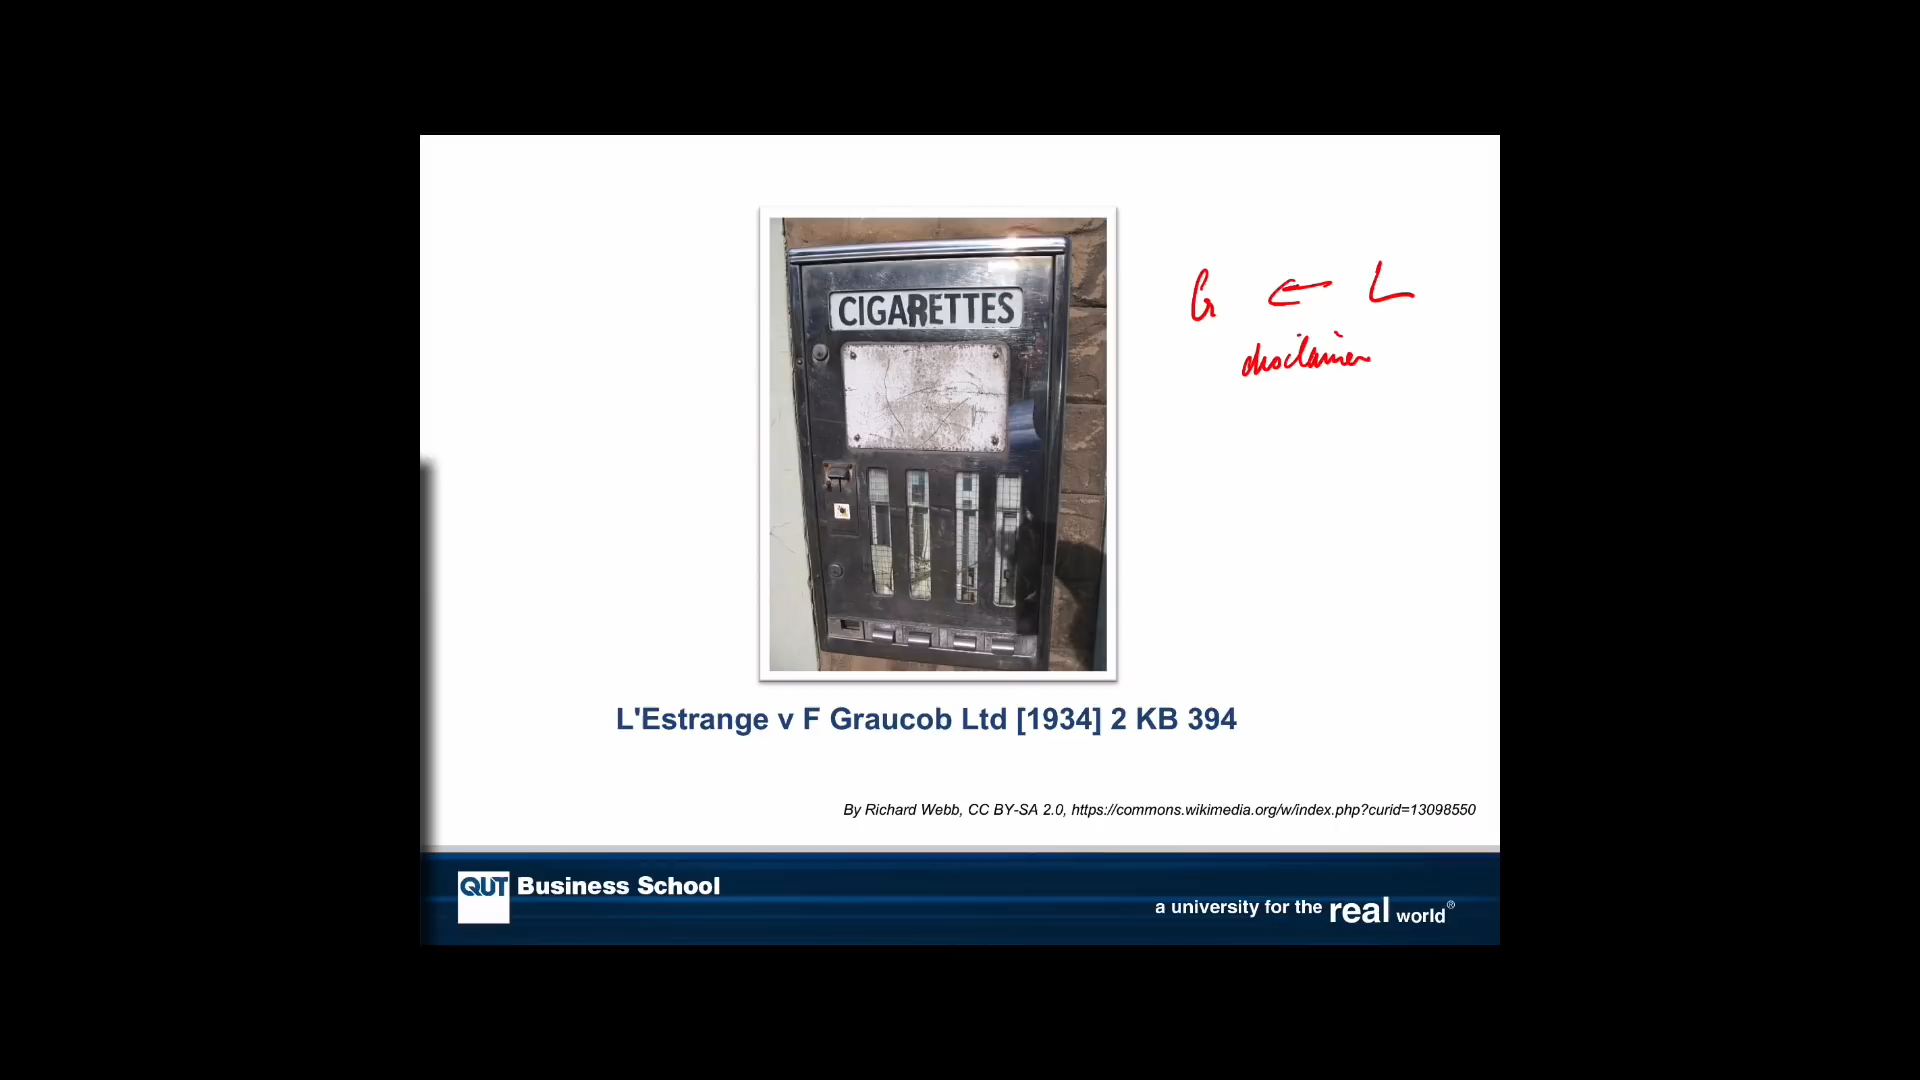 CIGARETTES
G ← L
disclaimer
L'Estrange v F Graucob Ltd [1934] 2 KB 394
By Richard Webb, CC BY-SA 2.0, https://commons.wikimedia.org/w/index.php?curid=13098550
QUT Business School
a university for the real world®